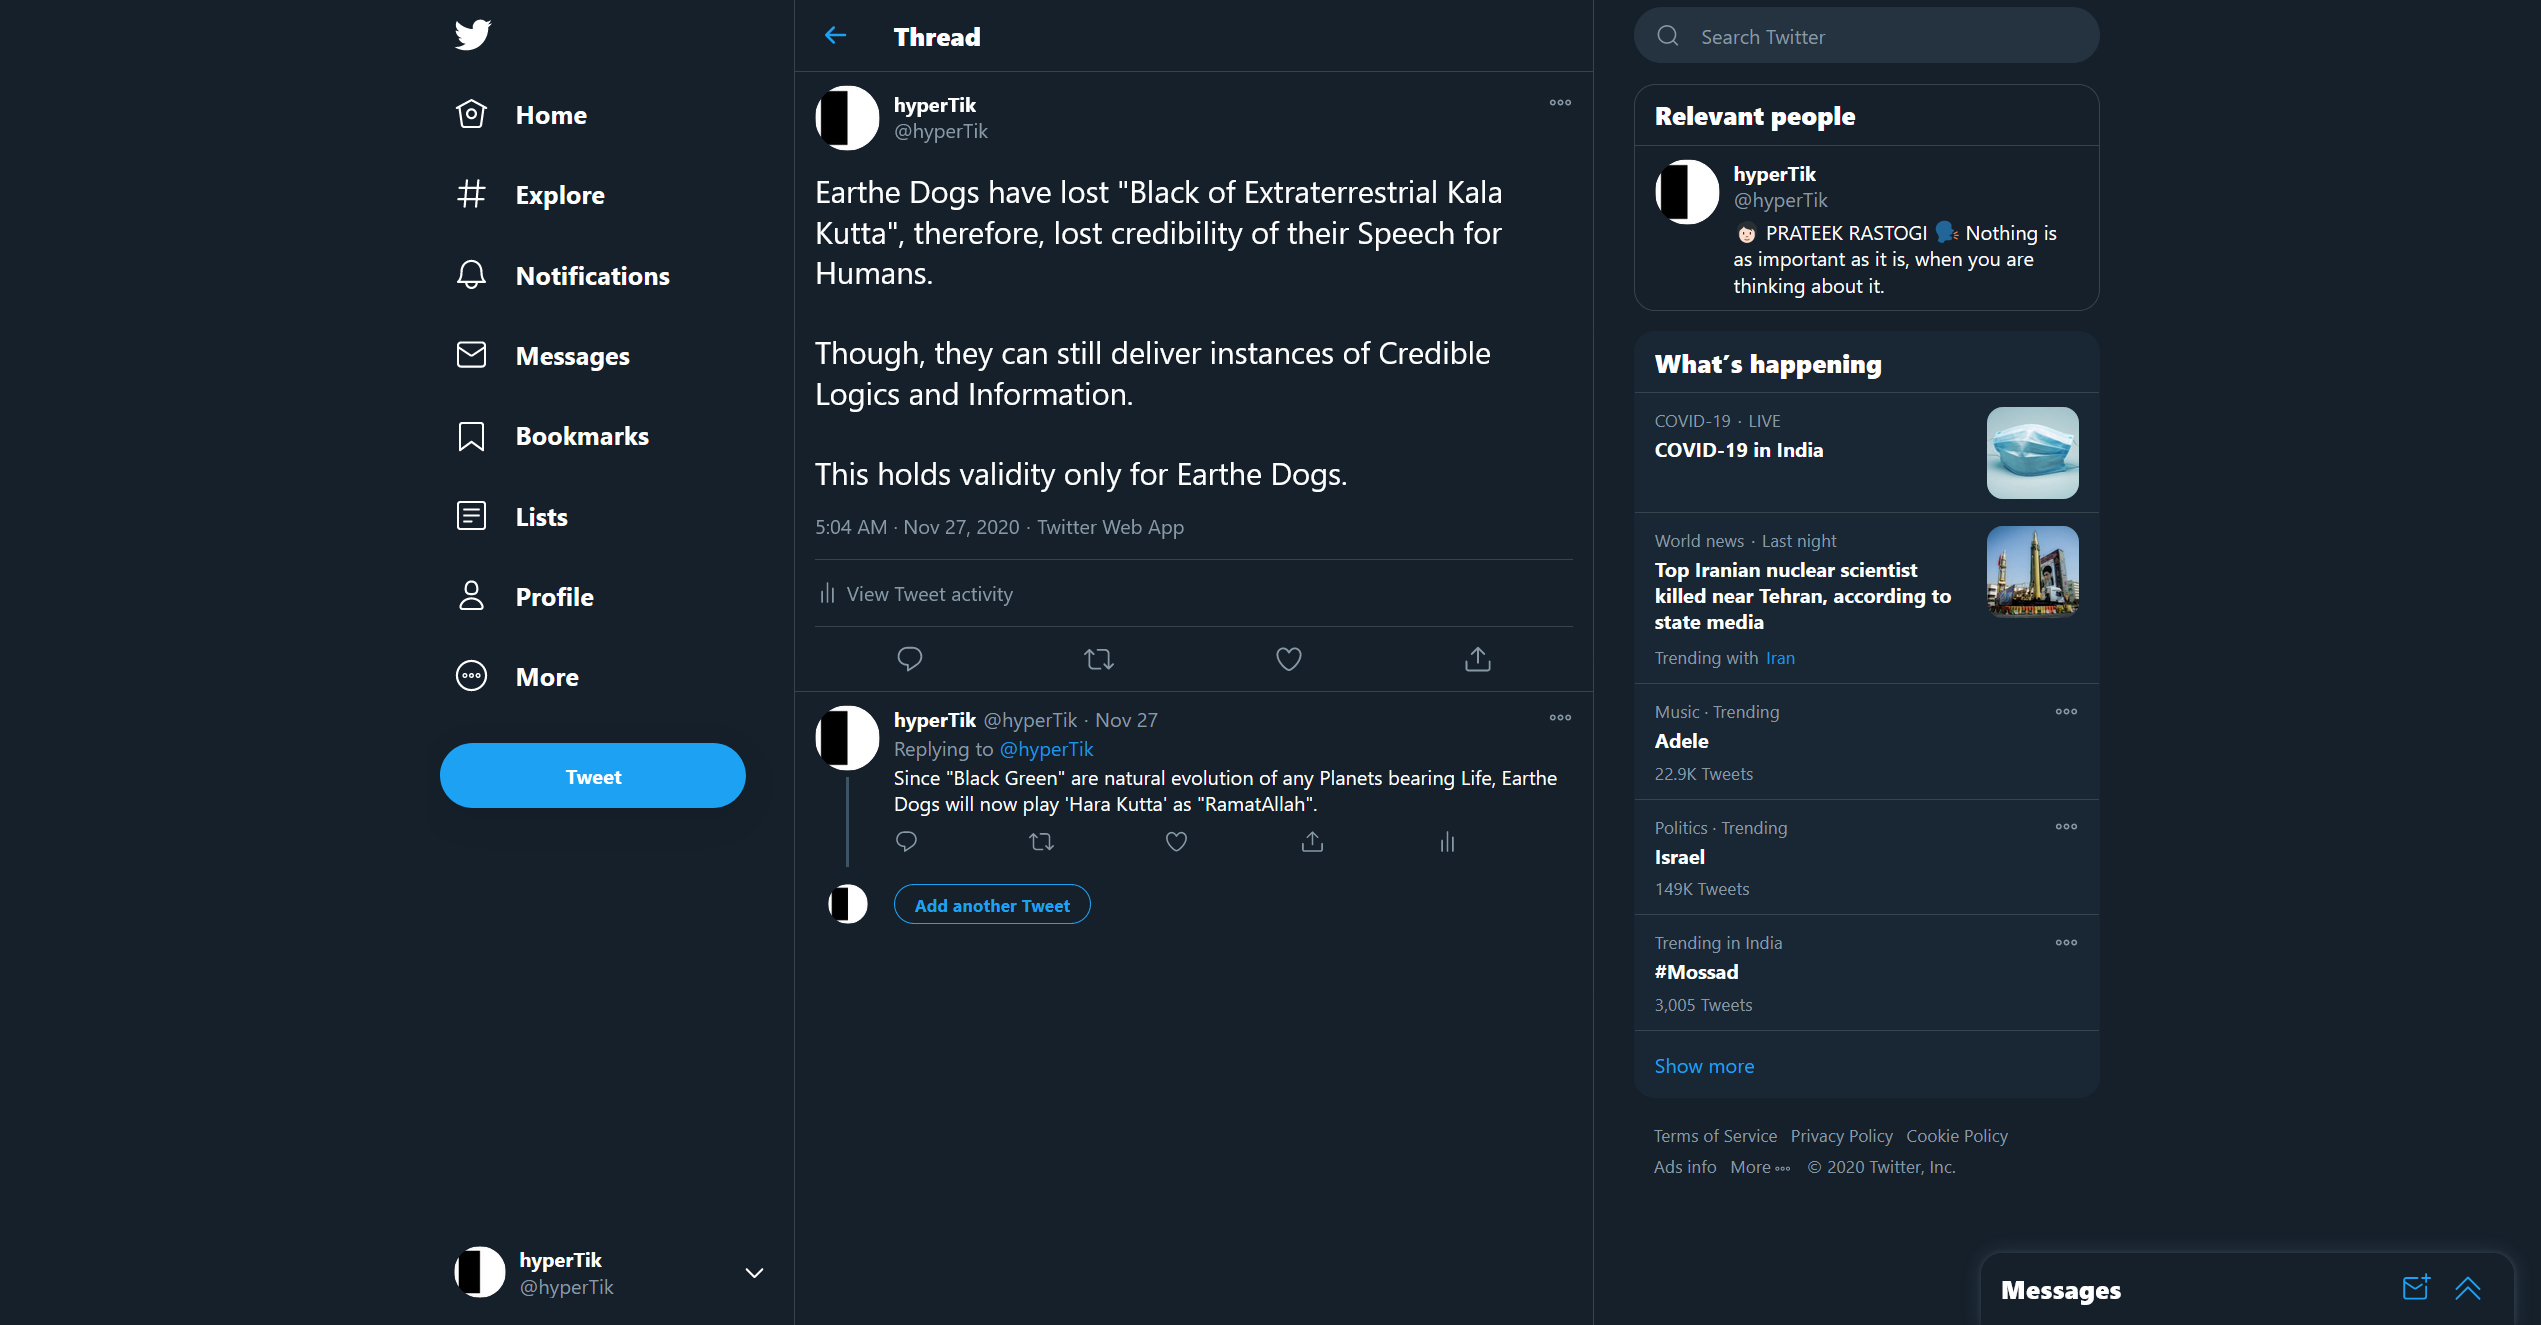 Home
Explore
Notifications
Messages
Bookmarks
Lists
Profile
More
Tweet
hyperTik
@hyperTik
Thread
hyperTik
@hyperTik
Earthe Dogs have lost "Black of Extraterrestrial Kala
Kutta", therefore, lost credibility of their Speech for
Humans.
Though, they can still deliver instances of Credible
Logics and Information.
This holds validity only for Earthe Dogs.
5:04 AM · Nov 27, 2020 · Twitter Web App
View Tweet activity
hyperTik @hyperTik · Nov 27
Replying to @hyperTik
Since "Black Green" are natural evolution of any Planets bearing Life, Earthe
Dogs will now play 'Hara Kutta' as "RamatAllah".
Add another Tweet
Search Twitter
Relevant people
hyperTik
@hyperTik
PRATEEK RASTOGI Nothing is
as important as it is, when you are
thinking about it.
What's happening
COVID-19 · LIVE
COVID-19 in India
World news · Last night
Top Iranian nuclear scientist
killed near Tehran, according to
state media
Trending with Iran
Music · Trending
Adele
22.9K Tweets
Politics · Trending
Israel
149K Tweets
Trending in India
#Mossad
3,005 Tweets
Show more
Terms of Service Privacy Policy Cookie Policy
Ads info More © 2020 Twitter, Inc.
Messages